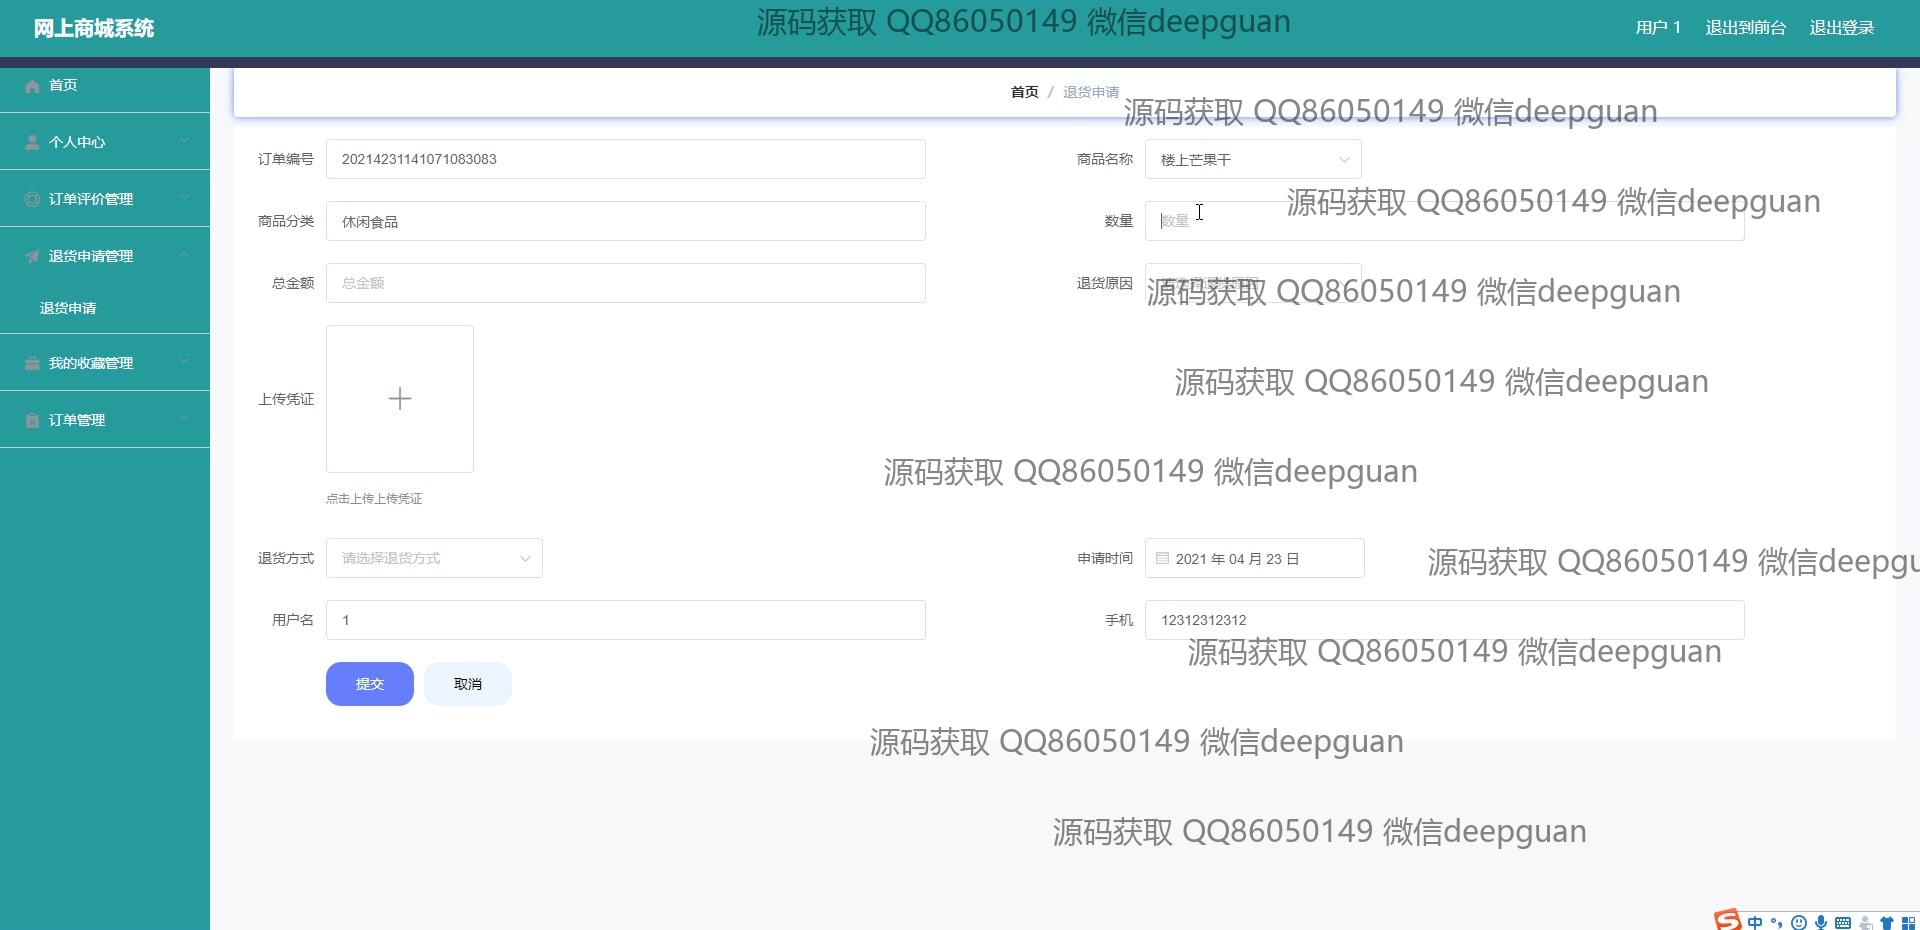 网上商城系统
源码获取 QQ86050149 微信deepguan
用户 1
退出到前台
退出登录
首页
个人中心
订单评价管理
退货申请管理
退货申请
我的收藏管理
订单管理
首页 / 退货申请
源码获取 QQ86050149 微信deepguan
订单编号
20214231141071083083
商品名称
楼上芒果干
源码获取 QQ86050149 微信deepguan
商品分类
休闲食品
数量
数量
总金额
总金额
退货原因
源码获取 QQ86050149 微信deepguan
源码获取 QQ86050149 微信deepguan
上传凭证
源码获取 QQ86050149 微信deepguan
点击上传上传凭证
退货方式
请选择退货方式
申请时间
2021 年 04 月 23 日
源码获取 QQ86050149 微信deepgu
用户名
1
手机
12312312312
源码获取 QQ86050149 微信deepguan
提交
取消
源码获取 QQ86050149 微信deepguan
源码获取 QQ86050149 微信deepguan
中